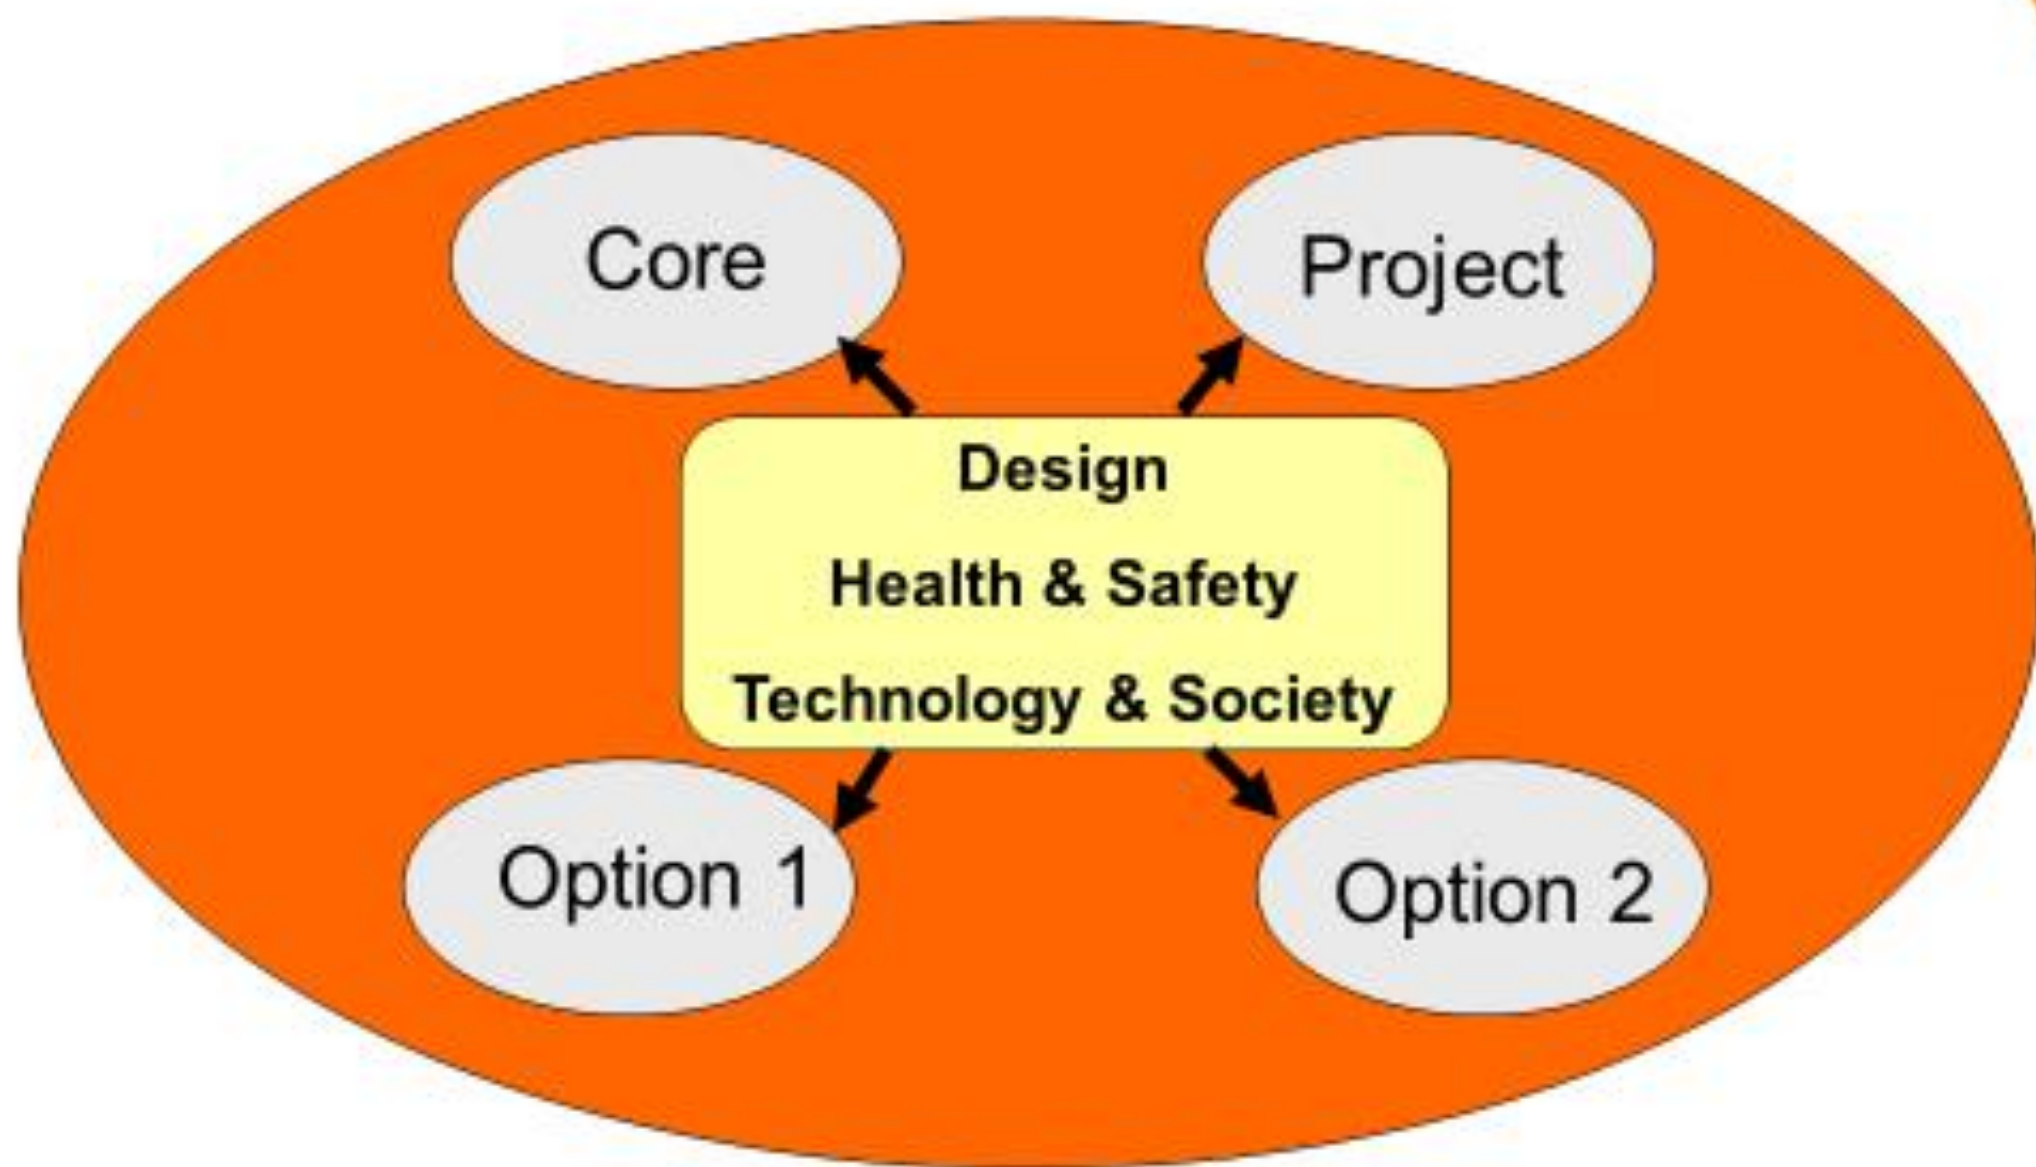 Core
Project
Design
Health & Safety
Technology & Society
Option 1
Option 2